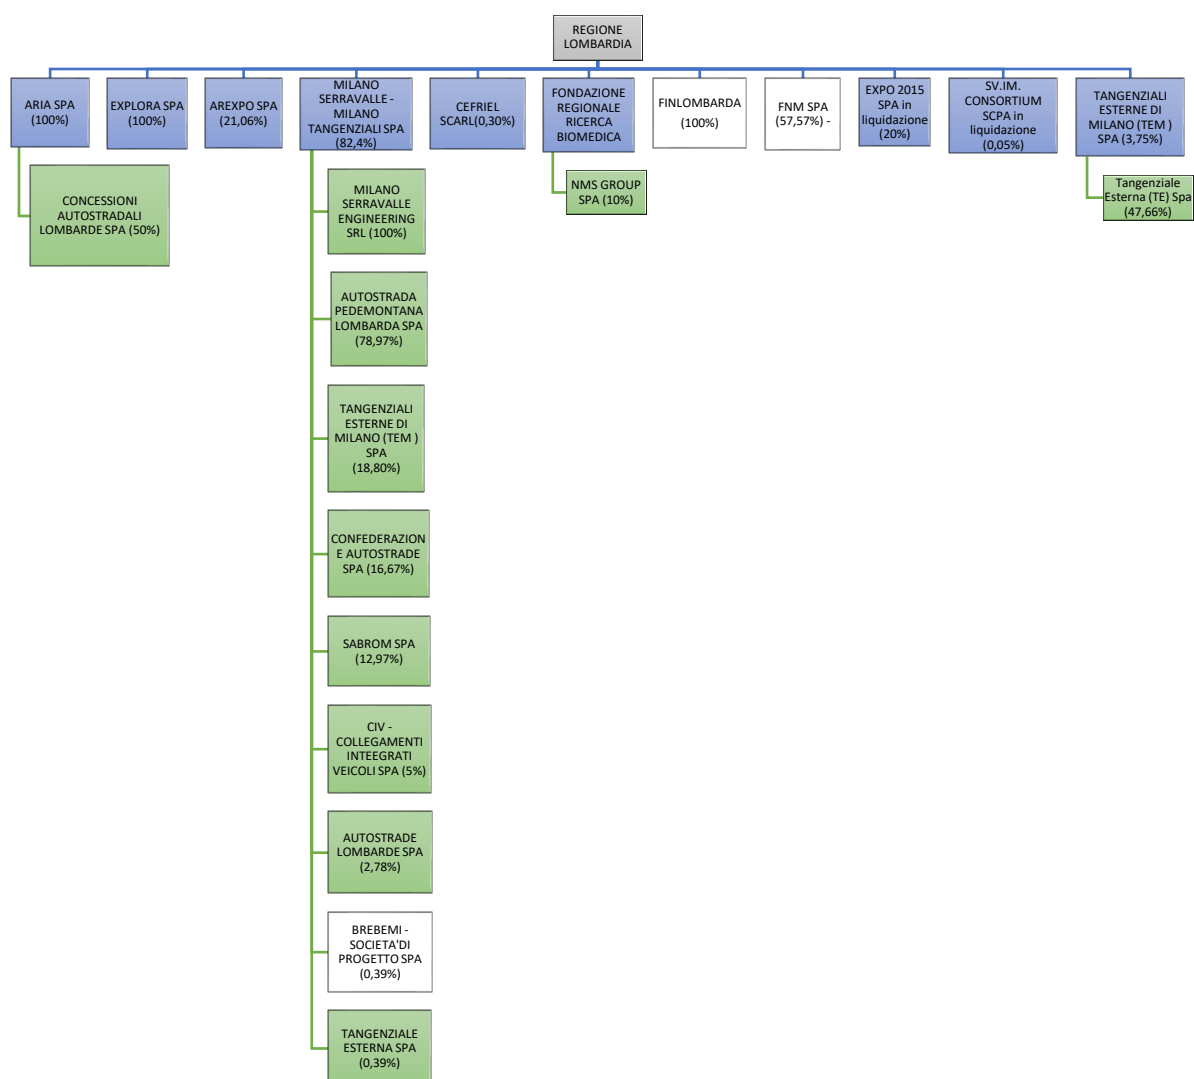 REGIONE
LOMBARDIA
ARIA SPA
(100%)
EXPLORA SPA
(100%)
AREXPO SPA
(21,06%)
MILANO
SERRAVALLE -
MILANO
TANGENZIALI SPA
(82,4%)
CEFRIEL
SCARL(0,30%)
FONDAZIONE
REGIONALE
RICERCA
BIOMEDICA
FINLOMBARDA
(100%)
FNM SPA
(57,57%) -
EXPO 2015
SPA in
liquidazione
(20%)
SV.IM.
CONSORTIUM
SCPA in
liquidazione
(0,05%)
TANGENZIALI
ESTERNE DI
MILANO (TEM )
SPA (3,75%)
CONCESSIONI
AUTOSTRADALI
LOMBARDE SPA (50%)
MILANO
SERRAVALLE
ENGINEERING
SRL (100%)
AUTOSTRADA
PEDEMONTANA
LOMBARDA SPA
(78,97%)
TANGENZIALI
ESTERNE DI
MILANO (TEM )
SPA
(18,80%)
CONFEDERAZION
E AUTOSTRADE
SPA (16,67%)
SABROM SPA
(12,97%)
CIV -
COLLEGAMENTI
INTEEGRATI
VEICOLI SPA (5%)
AUTOSTRADE
LOMBARDE SPA
(2,78%)
BREBEMI -
SOCIETA'DI
PROGETTO SPA
(0,39%)
TANGENZIALE
ESTERNA SPA
(0,39%)
NMS GROUP
SPA (10%)
Tangenziale
Esterna (TE) Spa
(47,66%)